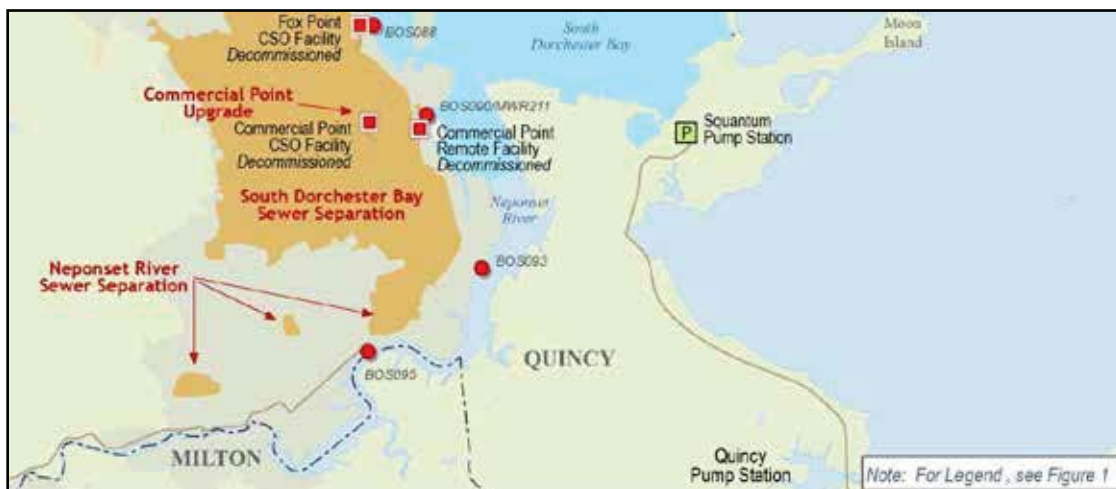 Fox Point
CSO Facility
Decommissioned
BOS088
South
Dorchester Bay
Moon
Island
Commercial Point
Upgrade
BOS090/MWR211
Commercial Point
CSO Facility
Decommissioned
Commercial Point
Remote Facility
Decommissioned
P
Squantum
Pump Station
South Dorchester Bay
Sewer Separation
Neponset
River
Neponset River
Sewer Separation
BOS093
BOS095
QUINCY
MILTON
Quincy
Pump Station
Note: For Legend , see Figure 1